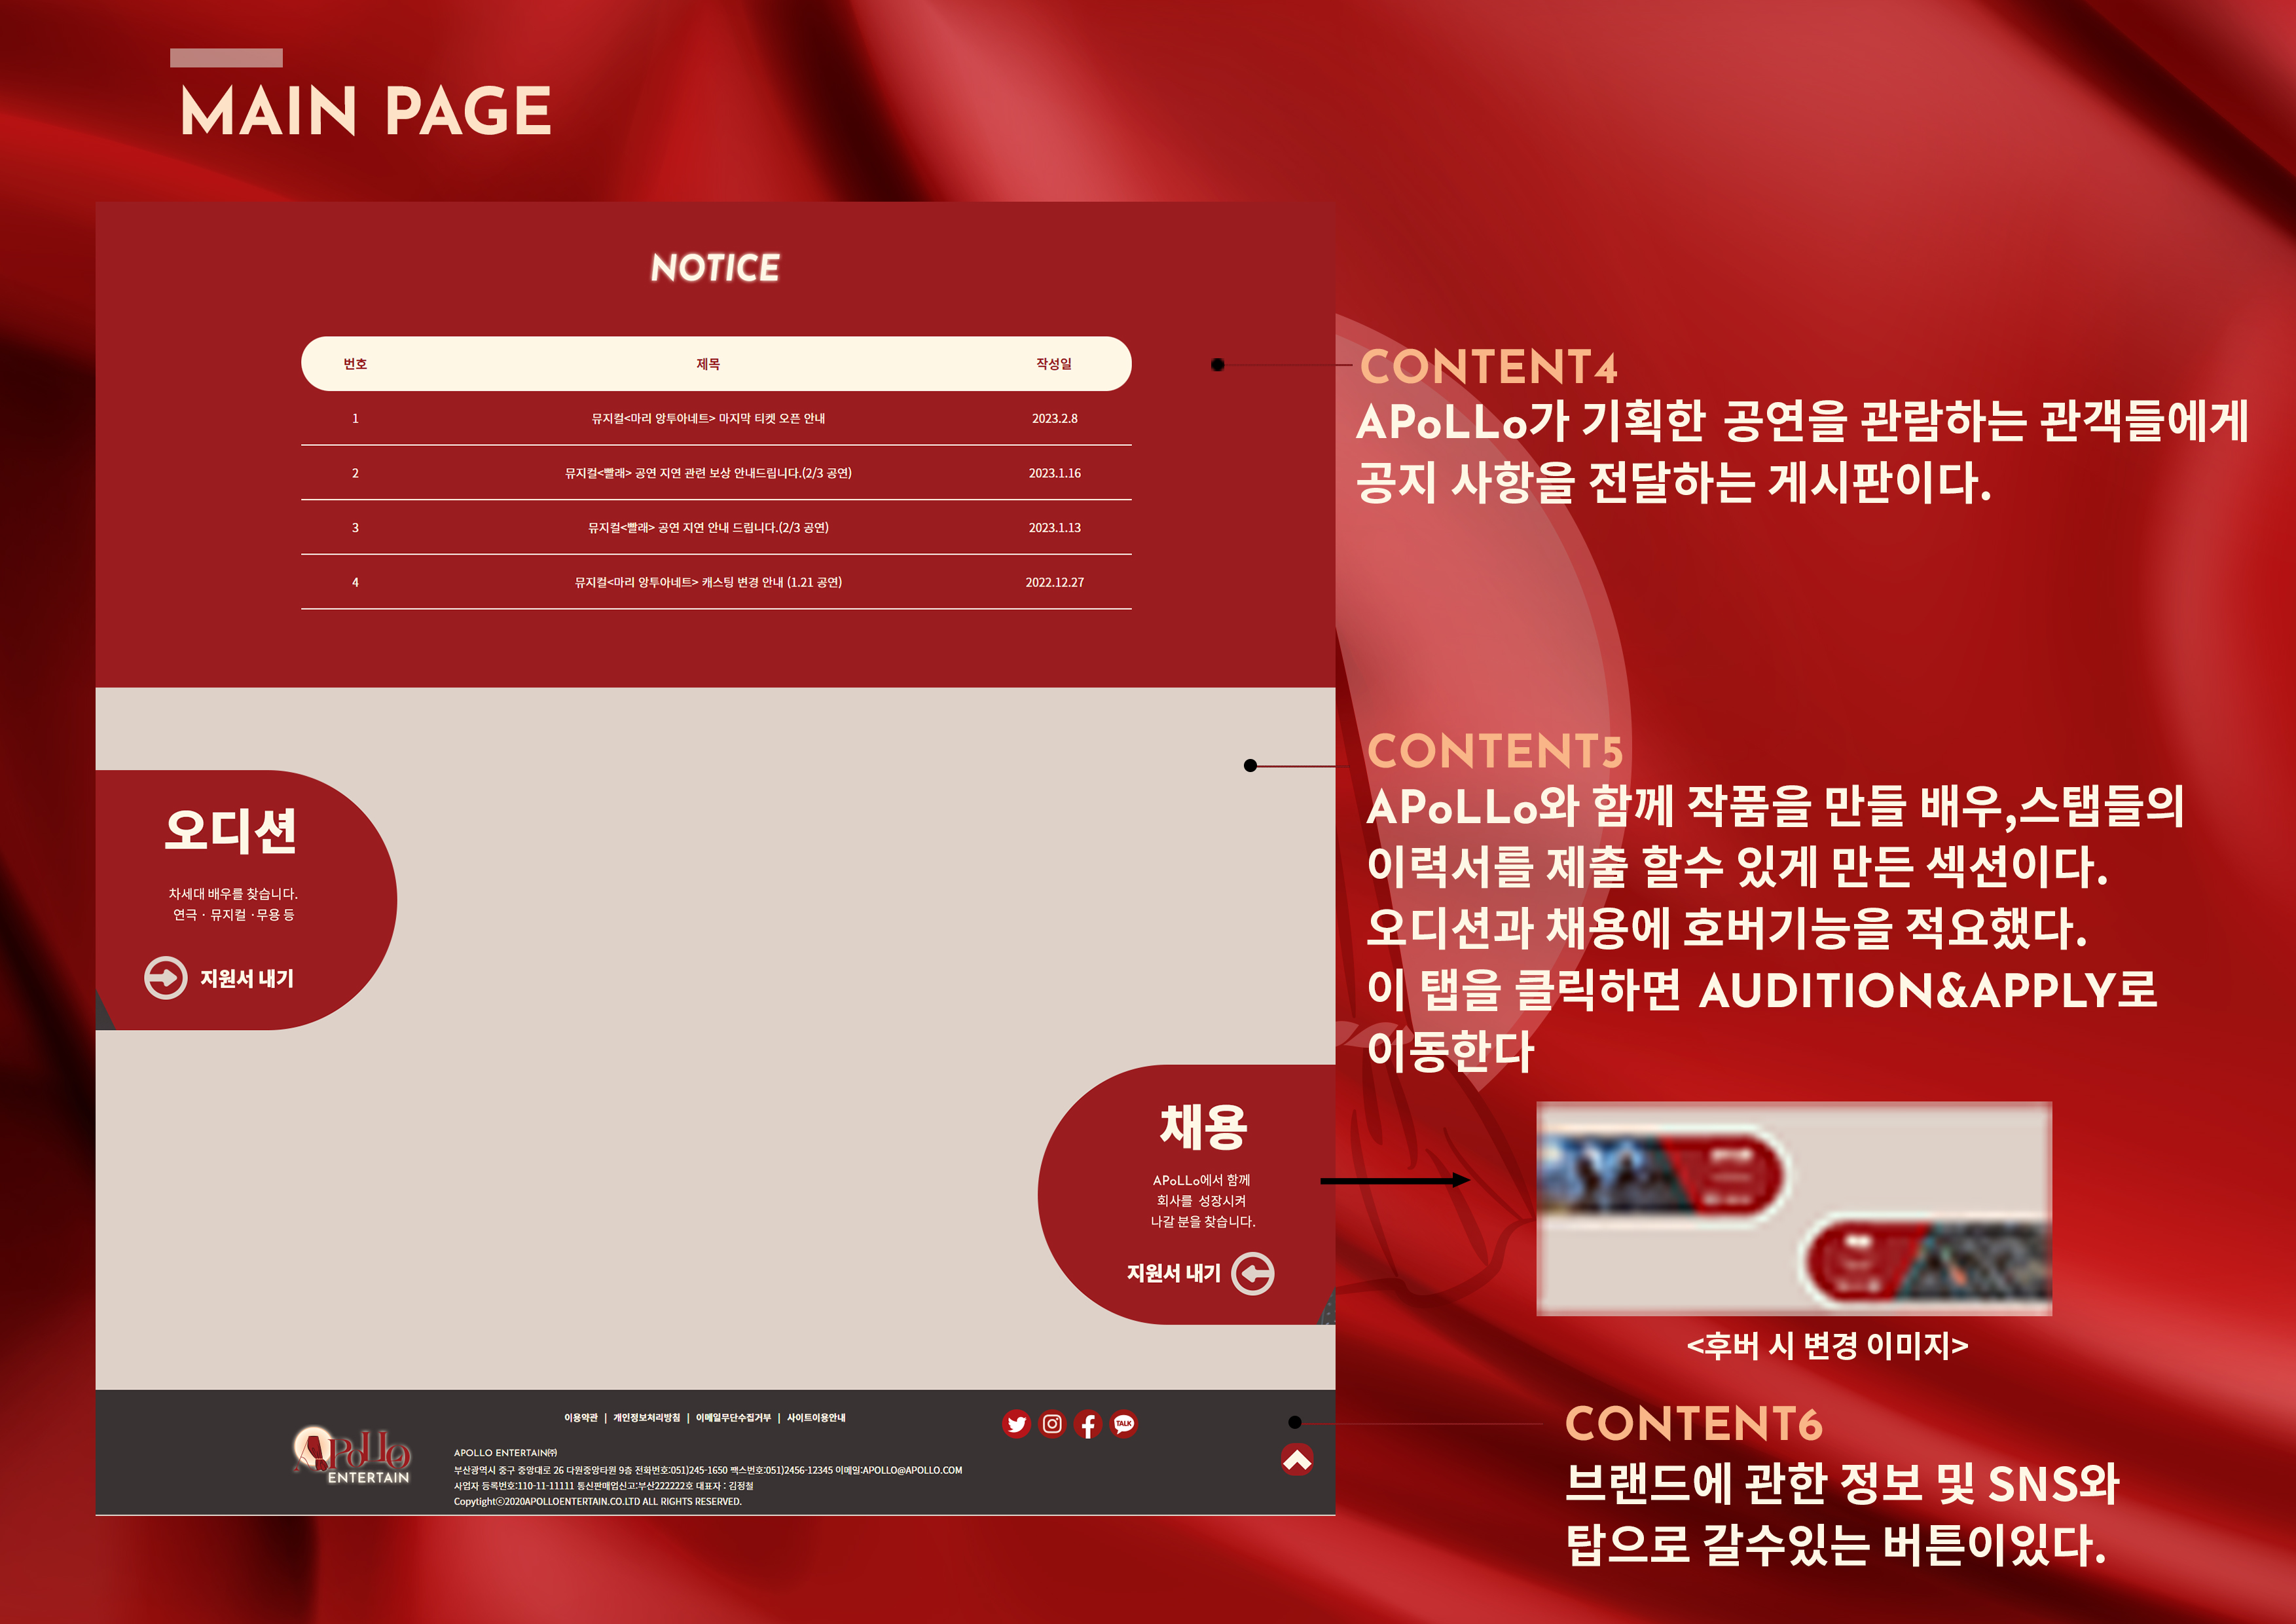 MAIN PAGE
NOTICE
번호 제목 작성일
1 뮤지컬<마리 앙투아네트> 마지막 티켓 오픈 안내 2023.2.8
2 뮤지컬<빨래> 공연 지연 관련 보상 안내드립니다.(2/3 공연) 2023.1.16
3 뮤지컬<빨래> 공연 지연 안내 드립니다.(2/3 공연) 2023.1.13
4 뮤지컬<마리 앙투아네트> 캐스팅 변경 안내 (1.21 공연) 2022.12.27
CONTENT4
APoLLo가 기획한 공연을 관람하는 관객들에게
공지 사항을 전달하는 게시판이다.
오디션
차세대 배우를 찾습니다.
연극 · 뮤지컬 ·무용 등
지원서 내기
CONTENT5
APoLLo와 함께 작품을 만들 배우,스탭들의
이력서를 제출 할수 있게 만든 섹션이다.
오디션과 채용에 호버기능을 적요했다.
이 탭을 클릭하면 AUDITION&APPLY로
이동한다
채용
APoLLo에서 함께
회사를 성장시켜
나갈 분을 찾습니다.
지원서 내기
<후버 시 변경 이미지>
이용약관 | 개인정보처리방침 | 이메일무단수집거부 | 사이트이용안내
APoLLo
ENTERTAIN
TALK
APOLLO ENTERTAIN㈜
부산광역시 중구 중앙대로 26 다원중앙타원 9층 전화번호:051)245-1650 팩스번호:051)2456-12345 이메일:APOLLO@APOLLO.COM
사업자 등록번호:110-11-11111 통신판매업신고:부산222222호 대표자 : 김정철
Copytightⓒ2020APOLLOENTERTAIN.CO.LTD ALL RIGHTS RESERVED.
CONTENT6
브랜드에 관한 정보 및 SNS와
탑으로 갈수있는 버튼이있다.